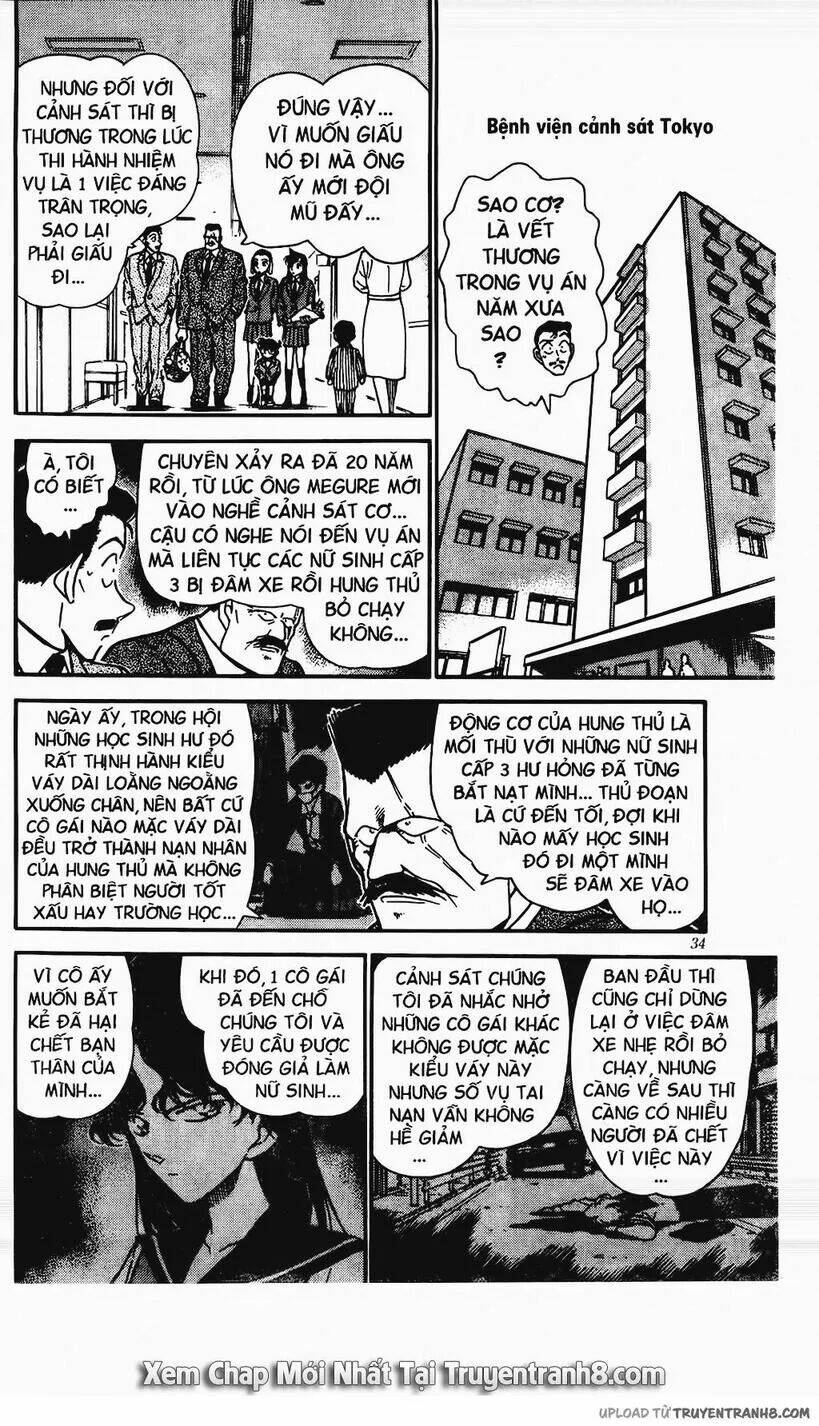 Bệnh viện cảnh sát Tokyo
SAO CƠ?
LÀ VẾT
THƯƠNG
TRONG VỤ ÁN
NĂM XƯA
SAO
?
ĐÚNG VẬY...
VÌ MUỐN GIẤU
NÓ ĐI MÀ ÔNG
ẤY MỚI ĐỘI
MŨ ĐẤY...
NHƯNG ĐỐI VỚI
CẢNH SÁT THÌ BỊ
THƯƠNG TRONG LÚC
THI HÀNH NHIỆM
VỤ LÀ 1 VIỆC ĐÁNG
TRÂN TRỌNG,
SAO LẠI
PHẢI GIẤU
ĐI...
CHUYÊN XẢY RA ĐÃ 20 NĂM
RỒI, TỪ LÚC ÔNG MEGURE MỚI
VÀO NGHỀ CẢNH SÁT CƠ...
CẬU CÓ NGHE NÓI ĐẾN VỤ ÁN
MÀ LIÊN TỤC CÁC NỮ SINH CẤP
3 BỊ ĐÂM XE RỒI HUNG THỦ
BỎ CHẠY
KHÔNG...
À, TÔI
CÓ BIẾT
...
ĐỘNG CƠ CỦA HUNG THỦ LÀ
MỐI THÙ VỚI NHỮNG NỮ SINH
CẤP 3 HƯ HỎNG ĐÃ TỪNG
BẮT NẠT MÌNH... THỦ ĐOẠN
LÀ CỨ ĐẾN TỐI, ĐỢI KHI
NÀO MẤY HỌC SINH
ĐÓ ĐI MỘT MÌNH
SẼ ĐÂM XE VÀO
HỌ...
NGÀY ẤY, TRONG HỘI
NHỮNG HỌC SINH HƯ ĐÓ
RẤT THỊNH HÀNH KIỂU
VÁY DÀI LOẰNG NGOẰNG
XUỐNG CHÂN, NÊN BẤT CỨ
CÔ GÁI NÀO MẶC VÁY DÀI
ĐỀU TRỞ THÀNH NẠN NHÂN
CỦA HUNG THỦ MÀ KHÔNG
PHÂN BIỆT NGƯỜI TỐT
XẤU HAY TRƯỜNG HỌC...
34
BAN ĐẦU THÌ
CŨNG CHỈ DỪNG
LẠI Ở VIỆC ĐÂM
XE NHẸ RỒI BỎ
CHẠY, NHƯNG
CÀNG VỀ SAU THÌ
CÀNG CÓ NHIỀU
NGƯỜI ĐÃ CHẾT
VÌ VIỆC NÀY
...
CẢNH SÁT CHÚNG
TÔI ĐÃ NHẮC NHỞ
NHỮNG CÔ GÁI KHÁC
KHÔNG ĐƯỢC MẶC
KIỂU VÁY NÀY
NHƯNG SỐ VỤ TAI
NẠN VẪN KHÔNG
HỀ GIẢM
...
KHI ĐÓ, 1 CÔ GÁI
ĐÃ ĐẾN CHỖ
CHÚNG TÔI VÀ
YÊU CẦU ĐƯỢC
ĐÓNG GIẢ LÀM
NỮ SINH...
VÌ CÔ ẤY
MUỐN BẮT
KẺ ĐÃ HẠI
CHẾT BẠN
THÂN CỦA
MÌNH...
Xem Chap Mới Nhất Tại Truyentranh8.com
UPLOAD TỪ TRUYENTRANH8.COM